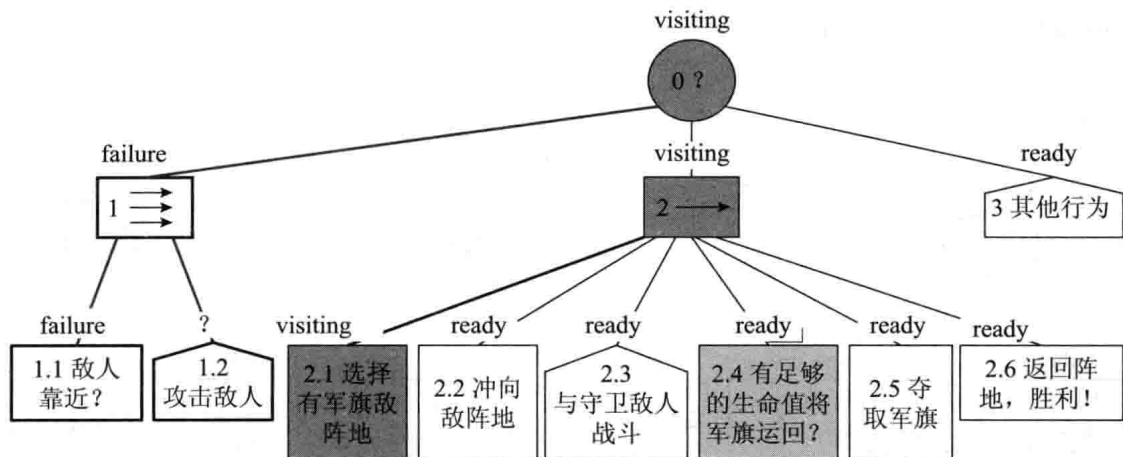 visiting
0 ?
failure
visiting
ready
1
2
3 其他行为
failure
?
visiting
ready
ready
ready
ready
ready
1.1 敌人
靠近?
1.2
攻击敌人
2.1 选择
有军旗敌
阵地
2.2 冲向
敌阵地
2.3
与守卫敌人
战斗
2.4 有足够
的生命值将
军旗运回?
2.5 夺
取军旗
2.6 返回阵
地，胜利!